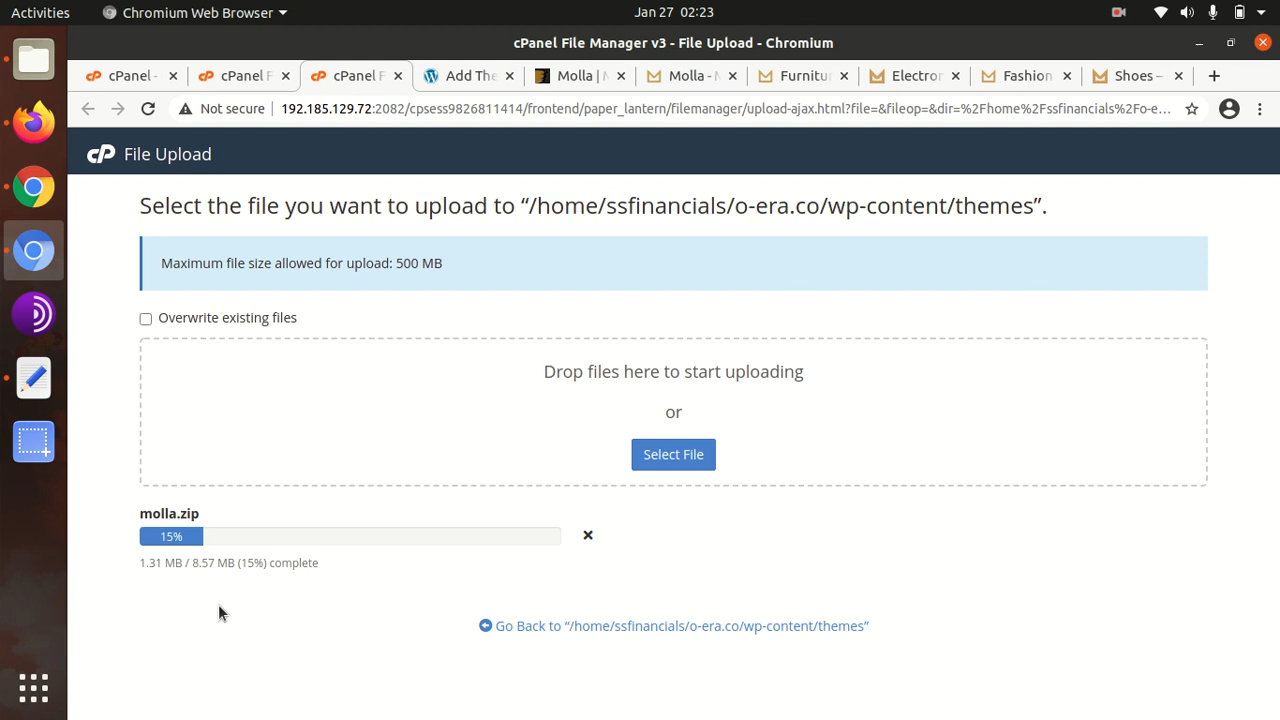 Activities
Chromium Web Browser
Jan 27 02:23
cPanel File Manager v3 - File Upload - Chromium
cPanel -
cPanel F
cPanel F
Add The
Molla |
Molla -
Furnitu
Electron
Fashion
Shoes –
Not secure
192.185.129.72:2082/cpsess9826811414/frontend/paper_lantern/filemanager/upload-ajax.html?file=&fileop=&dir=%2Fhome%2Fssfinancials%2Fo-e...
cP File Upload
Select the file you want to upload to “/home/ssfinancials/o-era.co/wp-content/themes”.
Maximum file size allowed for upload: 500 MB
Overwrite existing files
Drop files here to start uploading
or
Select File
molla.zip
15%
1.31 MB / 8.57 MB (15%) complete
Go Back to “/home/ssfinancials/o-era.co/wp-content/themes”